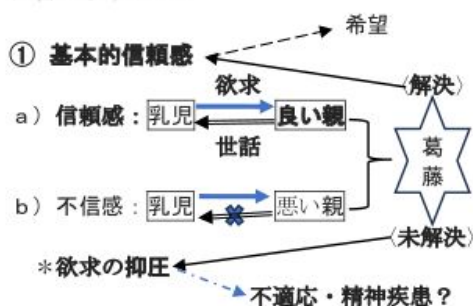 希望
① 基本的信頼感
欲求
〈解決〉
a）信頼感：乳児 良い親
世話
葛藤
b）不信感：乳児 悪い親
〈未解決〉
＊欲求の抑圧
不適応・精神疾患？